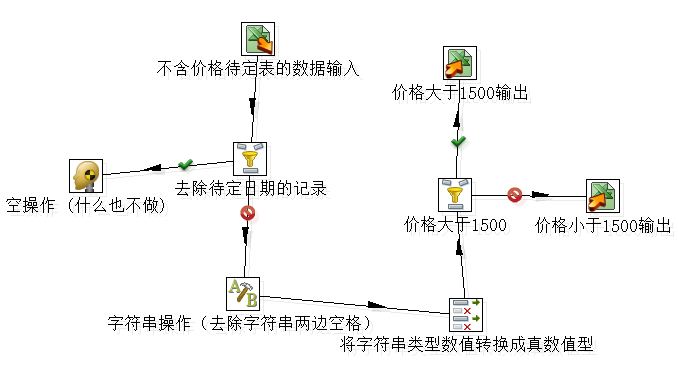 不含价格待定表的数据输入
价格大于1500输出
去除待定日期的记录
空操作 (什么也不做)
价格大于1500
价格小于1500输出
字符串操作（去除字符串两边空格）
将字符串类型数值转换成真数值型